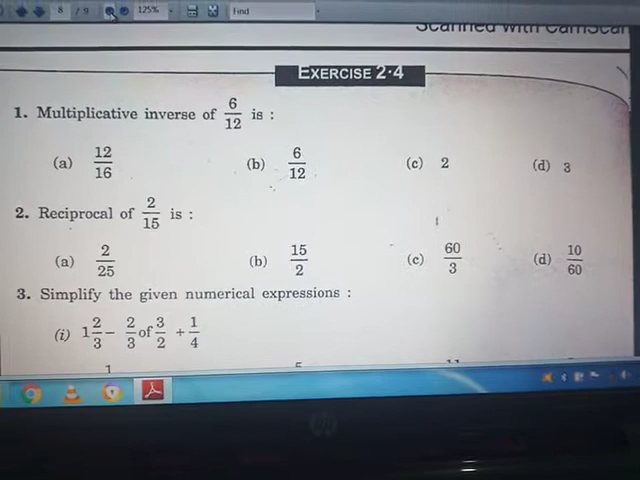 8 / 9 125% Find
Scanned with CamScan
EXERCISE 2·4
1. Multiplicative inverse of 6/12 is :
(a) 12/16 (b) 6/12 (c) 2 (d) 3
2. Reciprocal of 2/15 is :
(a) 2/25 (b) 15/2 (c) 60/3 (d) 10/60
3. Simplify the given numerical expressions :
(i) 1 2/3 - 2/3 of 3/2 + 1/4
hp